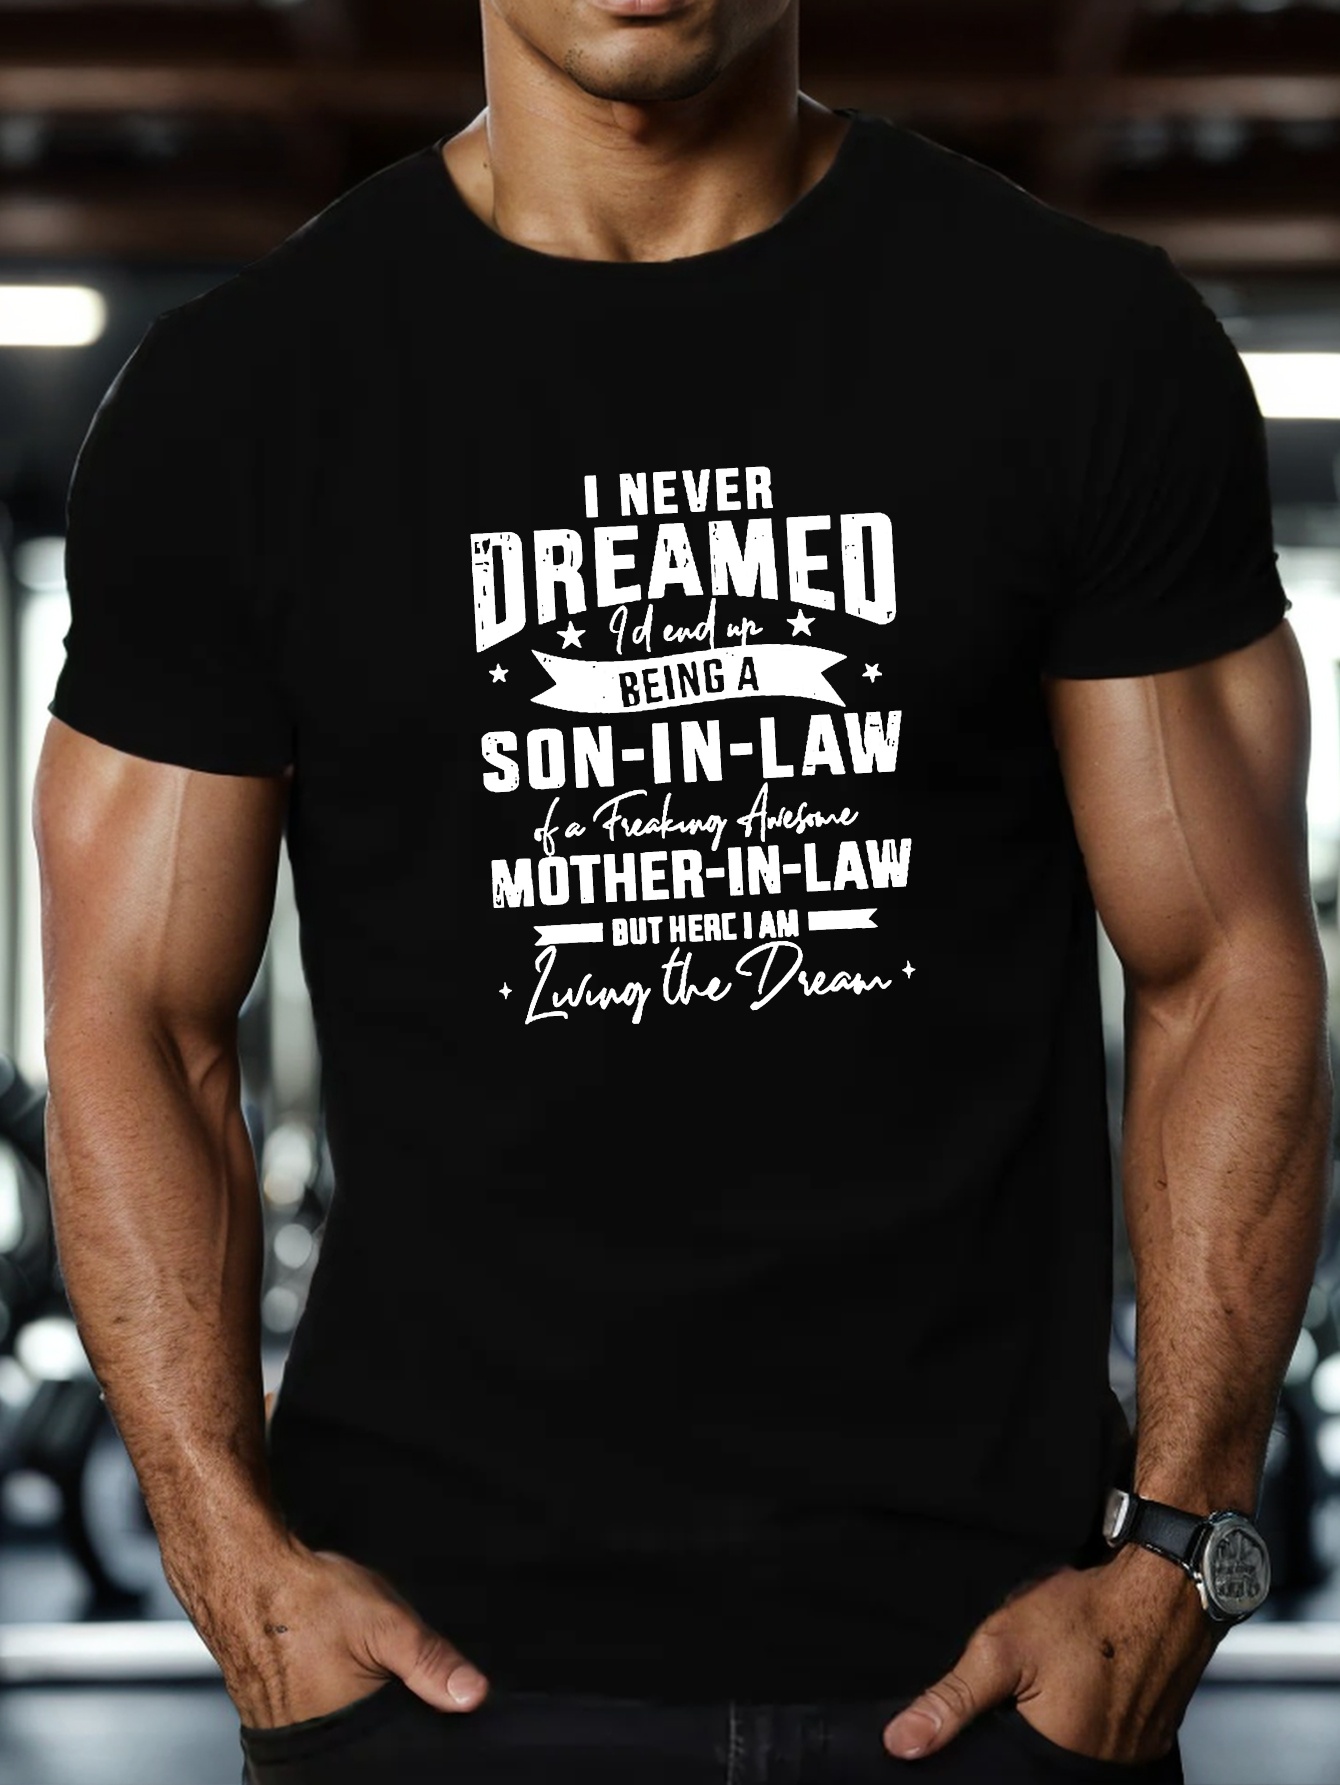 I NEVER
DREAMED
I'd end up
BEING A
SON-IN-LAW
of a Freaking Awesome
MOTHER-IN-LAW
BUT HERE I AM
Living the Dream